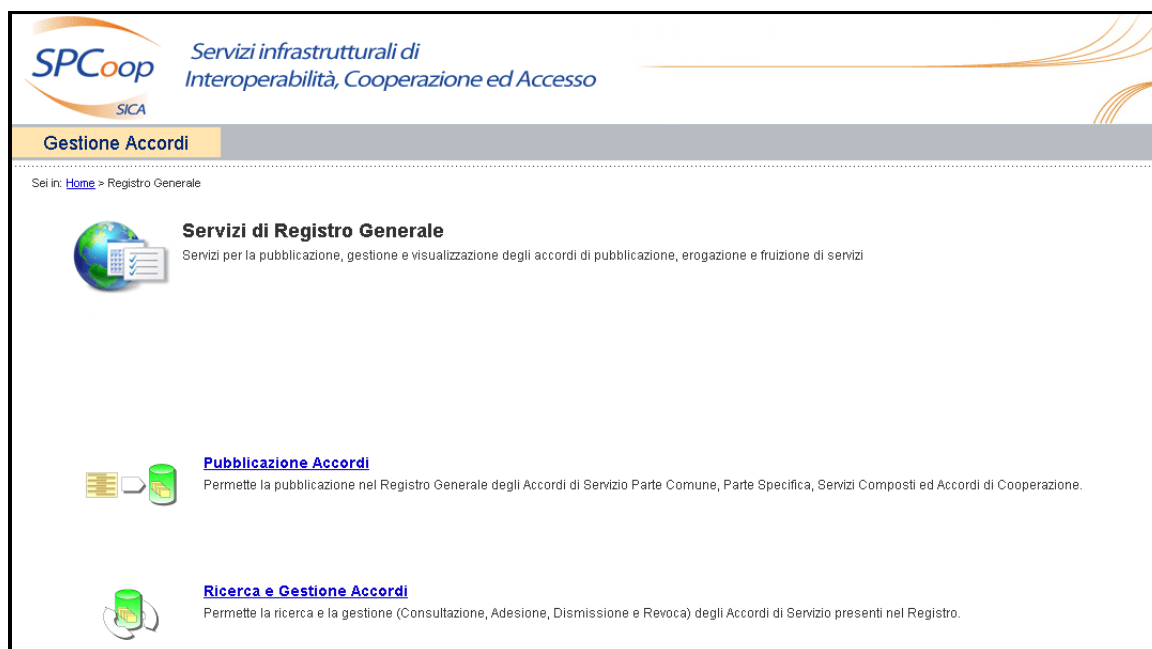 SPCoop
SICA
Servizi infrastrutturali di
Interoperabilità, Cooperazione ed Accesso
Gestione Accordi
Sei in: Home > Registro Generale
Servizi di Registro Generale
Servizi per la pubblicazione, gestione e visualizzazione degli accordi di pubblicazione, erogazione e fruizione di servizi
Pubblicazione Accordi
Permette la pubblicazione nel Registro Generale degli Accordi di Servizio Parte Comune, Parte Specifica, Servizi Composti ed Accordi di Cooperazione.
Ricerca e Gestione Accordi
Permette la ricerca e la gestione (Consultazione, Adesione, Dismissione e Revoca) degli Accordi di Servizio presenti nel Registro.